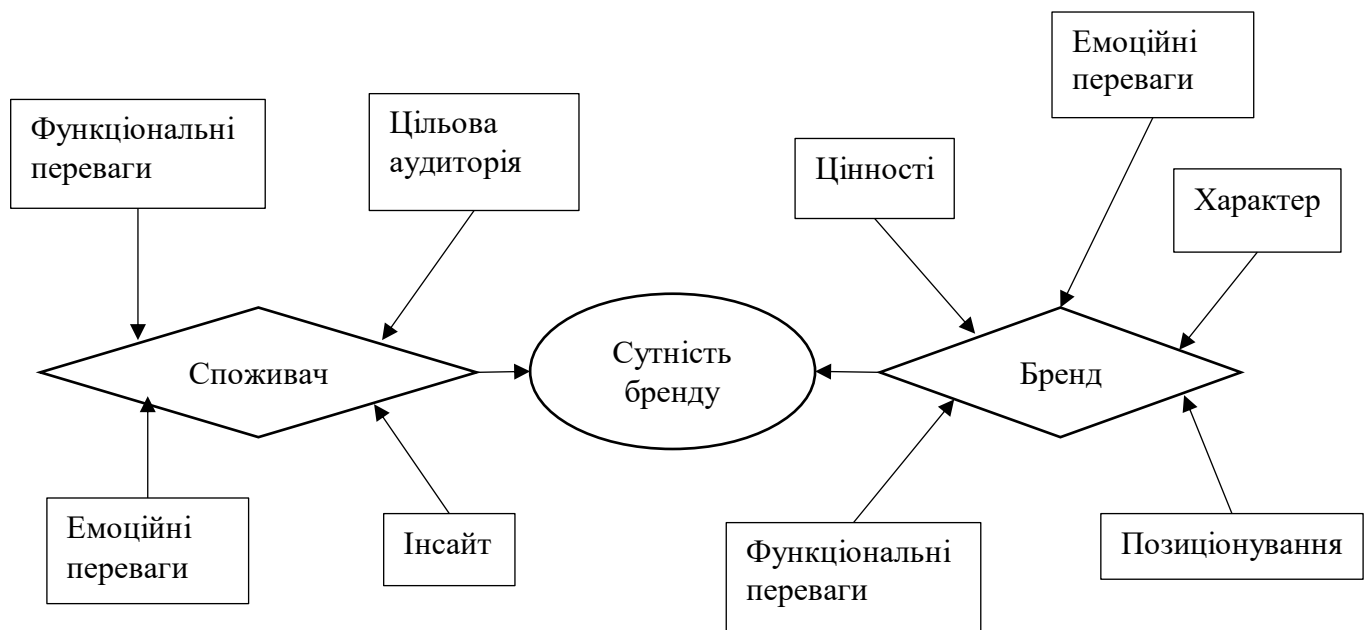 Емоційні
переваги
Функціональні
переваги
Цільова
аудиторія
Цінності
Характер
Споживач
Сутність
бренду
Бренд
Емоційні
переваги
Інсайт
Функціональні
переваги
Позиціонування